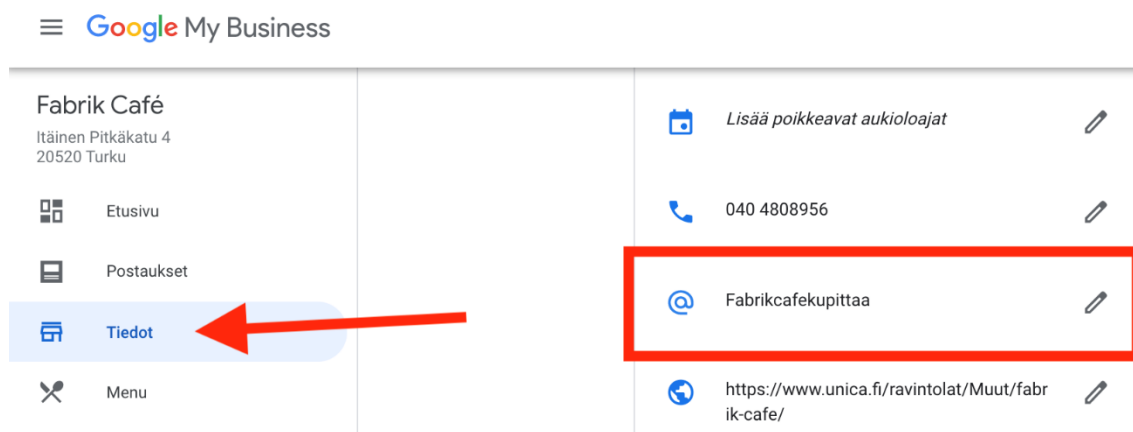 Google My Business
Fabrik Café
Itäinen Pitkäkatu 4
20520 Turku
Etusivu
Postaukset
Tiedot
Menu
Lisää poikkeavat aukioloajat
040 4808956
Fabrikcafekupittaa
https://www.unica.fi/ravintolat/Muut/fabr
ik-cafe/